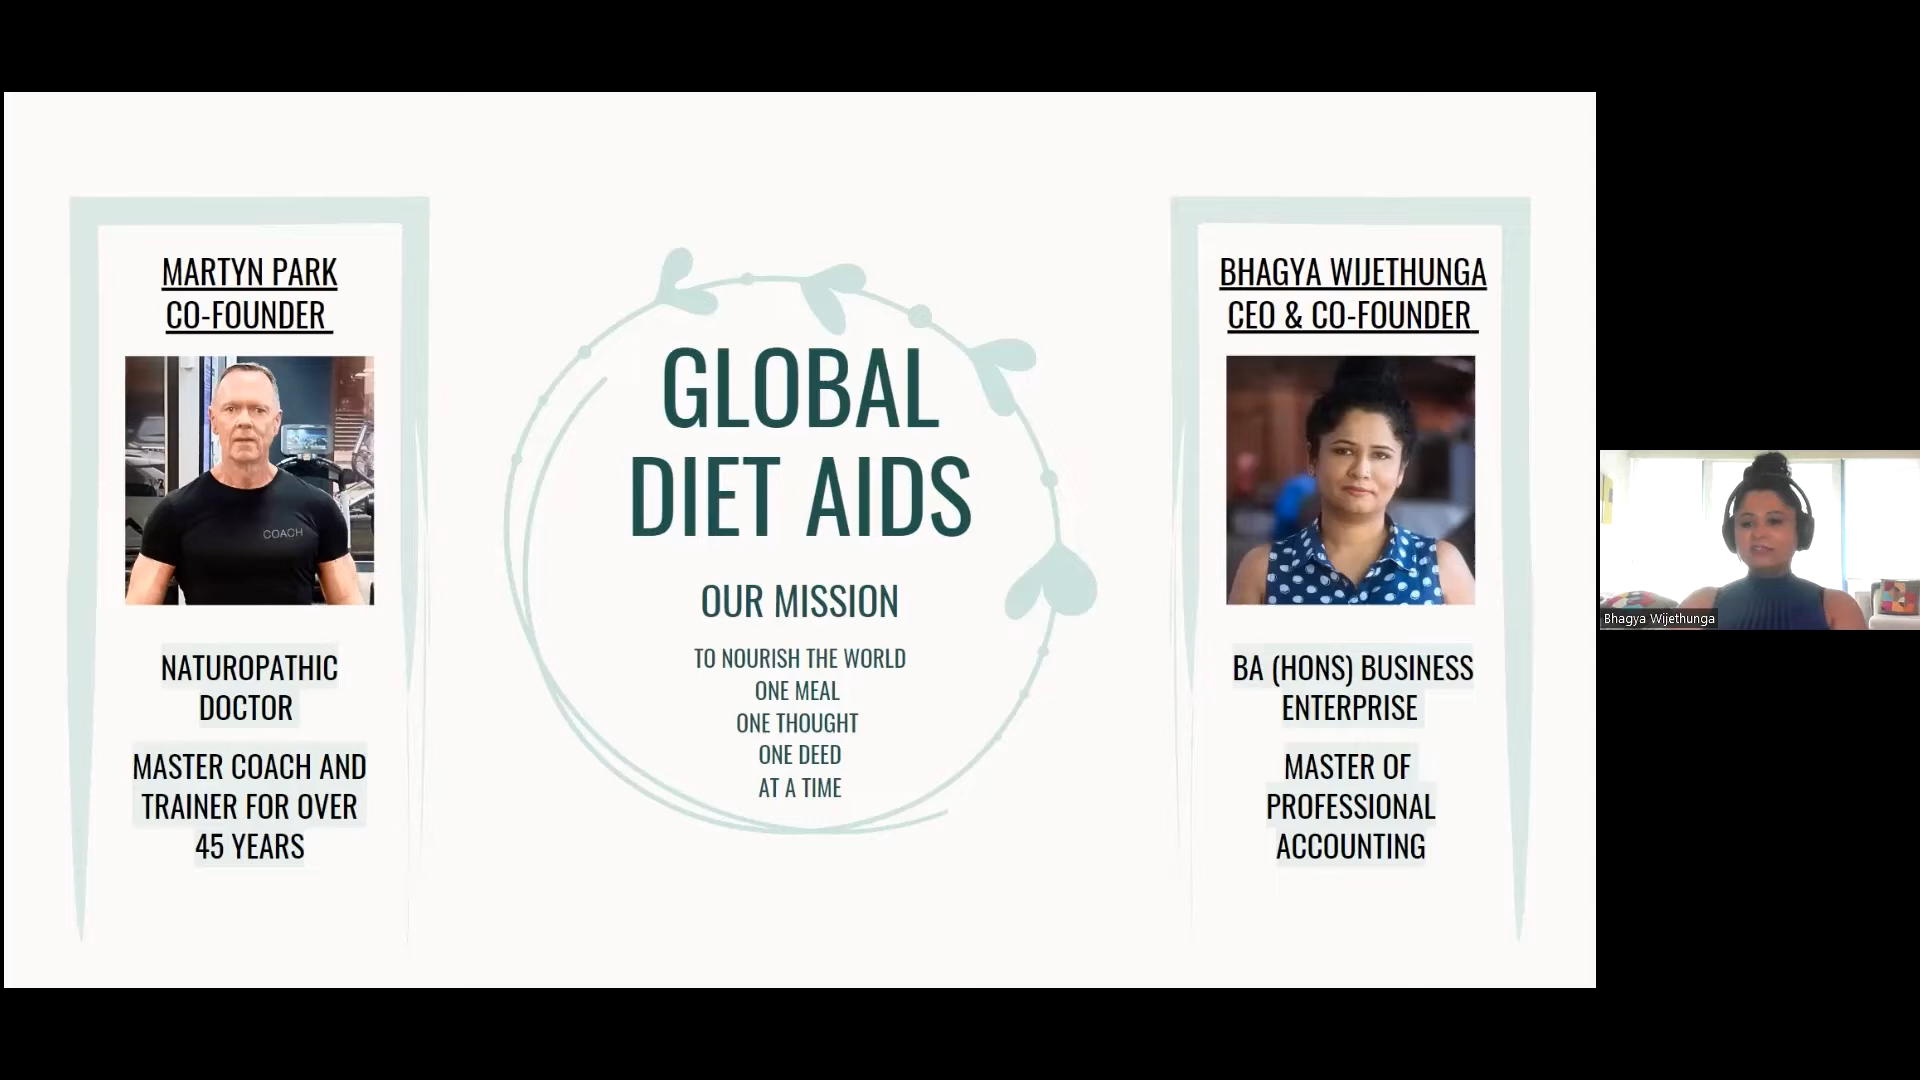 MARTYN PARK
CO-FOUNDER
COACH
NATUROPATHIC
DOCTOR
MASTER COACH AND
TRAINER FOR OVER
45 YEARS
GLOBAL
DIET AIDS
OUR MISSION
TO NOURISH THE WORLD
ONE MEAL
ONE THOUGHT
ONE DEED
AT A TIME
BHAGYA WIJETHUNGA
CEO & CO-FOUNDER
BA (HONS) BUSINESS
ENTERPRISE
MASTER OF
PROFESSIONAL
ACCOUNTING
Bhagya Wijethunga